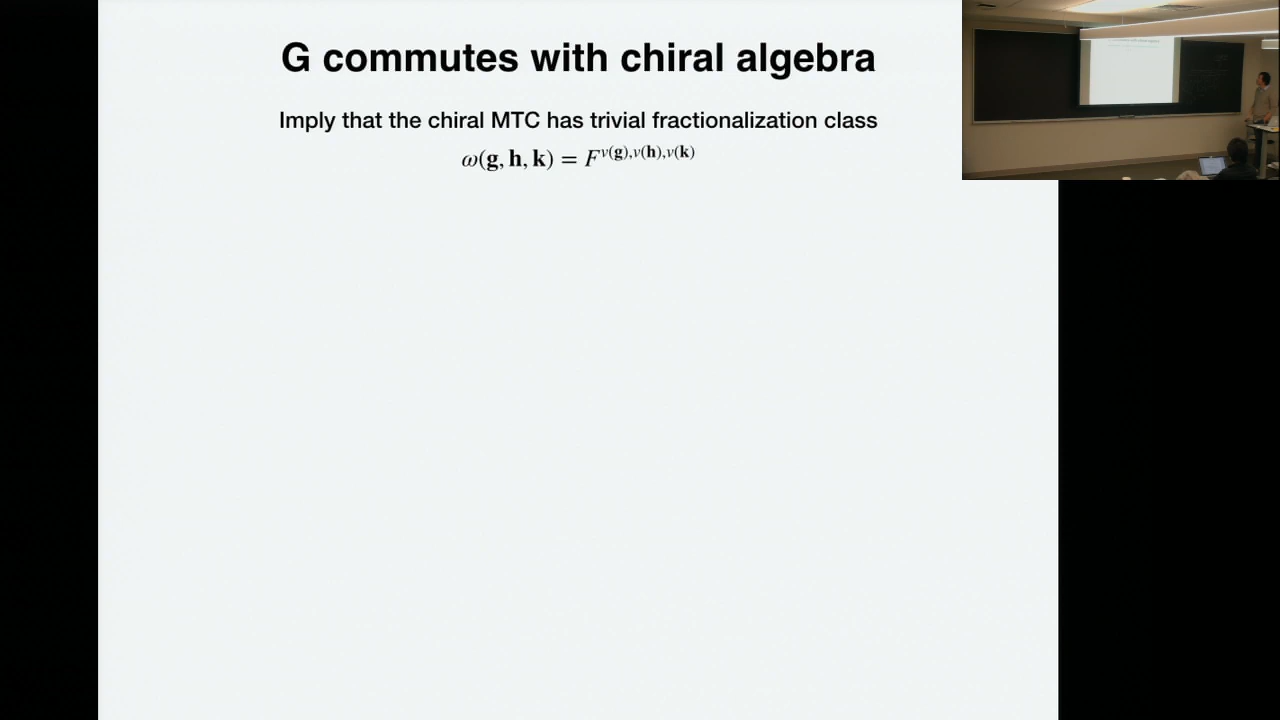 G commutes with chiral algebra
Imply that the chiral MTC has trivial fractionalization class
ω(g, h, k) = F^{v(g),v(h),v(k)}